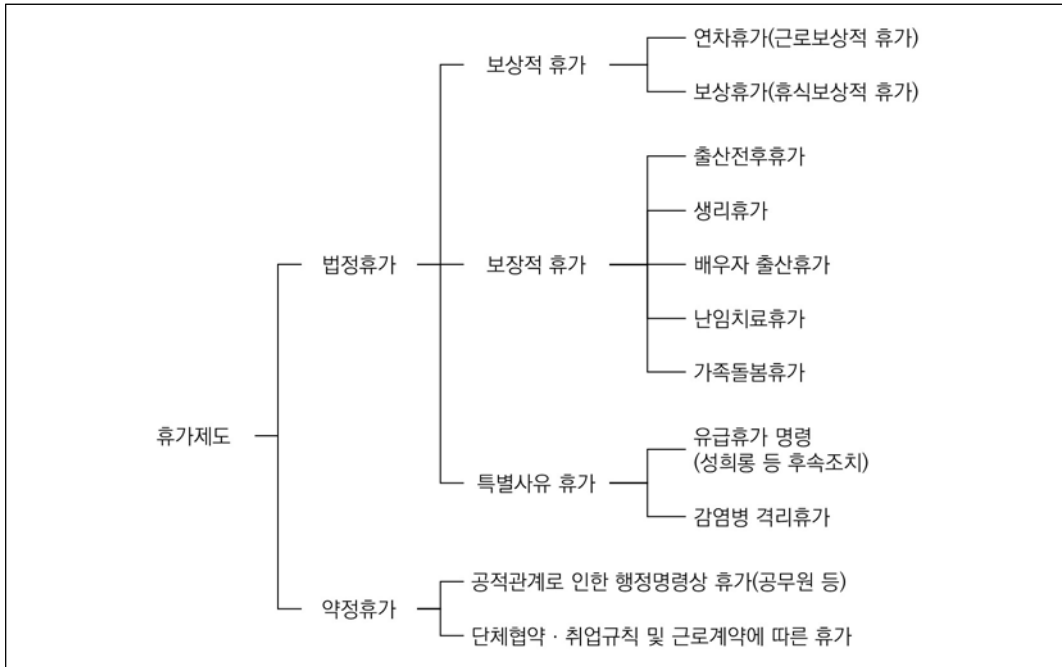 휴가제도
법정휴가
보상적 휴가
연차휴가(근로보상적 휴가)
보상휴가(휴식보상적 휴가)
보장적 휴가
출산전후휴가
생리휴가
배우자 출산휴가
난임치료휴가
가족돌봄휴가
특별사유 휴가
유급휴가 명령
(성희롱 등 후속조치)
감염병 격리휴가
약정휴가
공적관계로 인한 행정명령상 휴가(공무원 등)
단체협약 · 취업규칙 및 근로계약에 따른 휴가